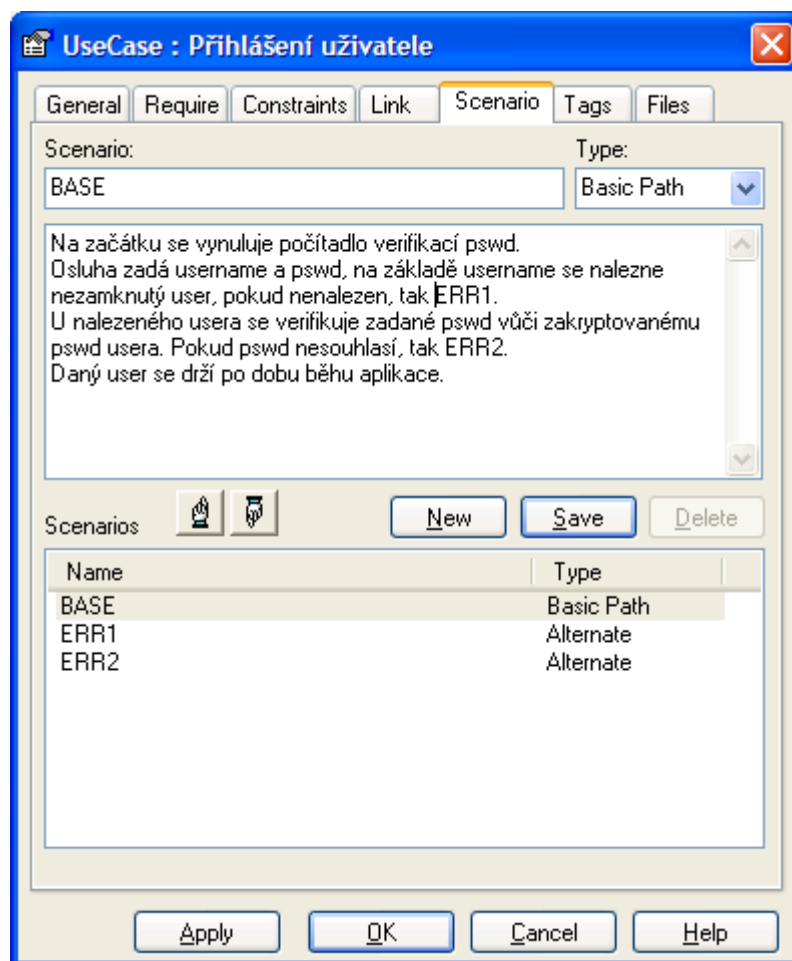 UseCase : Přihlášení uživatele
General Require Constraints Link Scenario Tags Files
Scenario: Type:
BASE Basic Path
Na začátku se vynuluje počítadlo verifikací pswd.
Osluha zadá username a pswd, na základě username se nalezne
nezamknutý user, pokud nenalezen, tak ERR1.
U nalezeného usera se verifikuje zadané pswd vůči zakryptovanému
pswd usera. Pokud pswd nesouhlasí, tak ERR2.
Daný user se drží po dobu běhu aplikace.
Scenarios New Save Delete
Name Type
BASE Basic Path
ERR1 Alternate
ERR2 Alternate
Apply OK Cancel Help